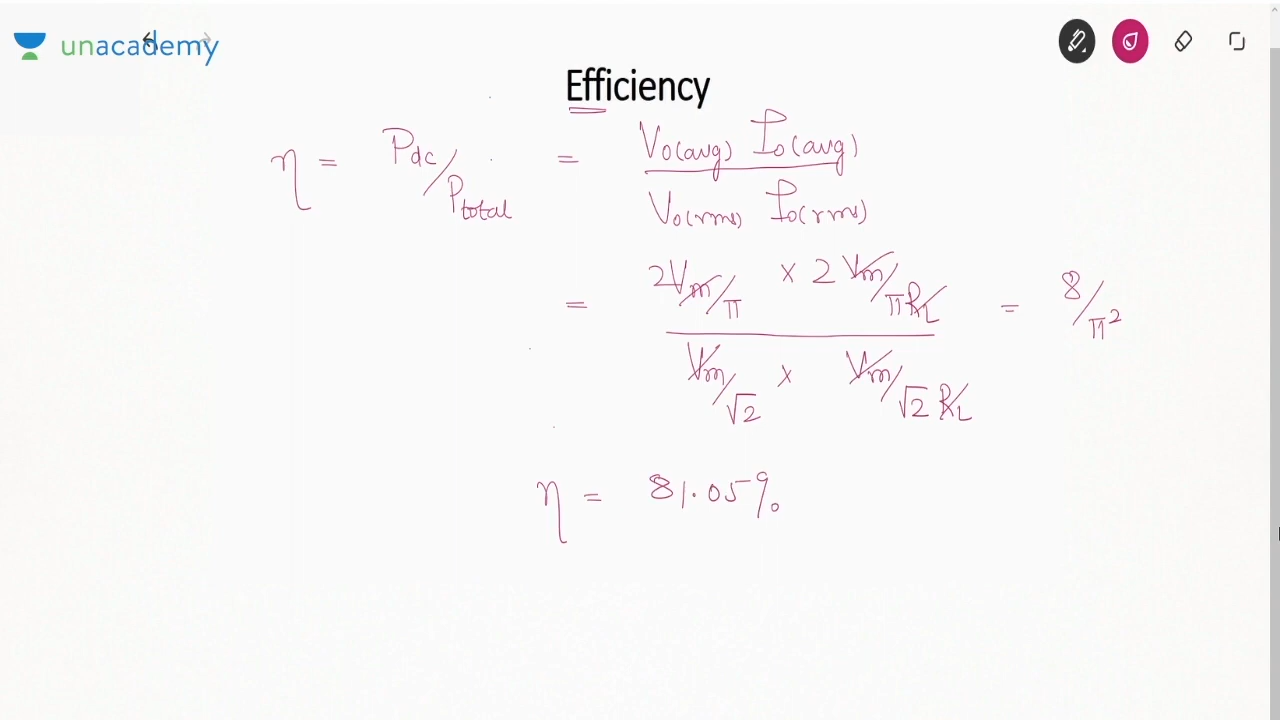 unacademy
Efficiency
η = Pdc/Ptotal = Vo(avg) Io(avg)
Vo(rms) Io(rms)
= 2Vm/π × 2Vm/πRL = 8/π²
Vm/√2 × Vm/√2 RL
η = 81.05%